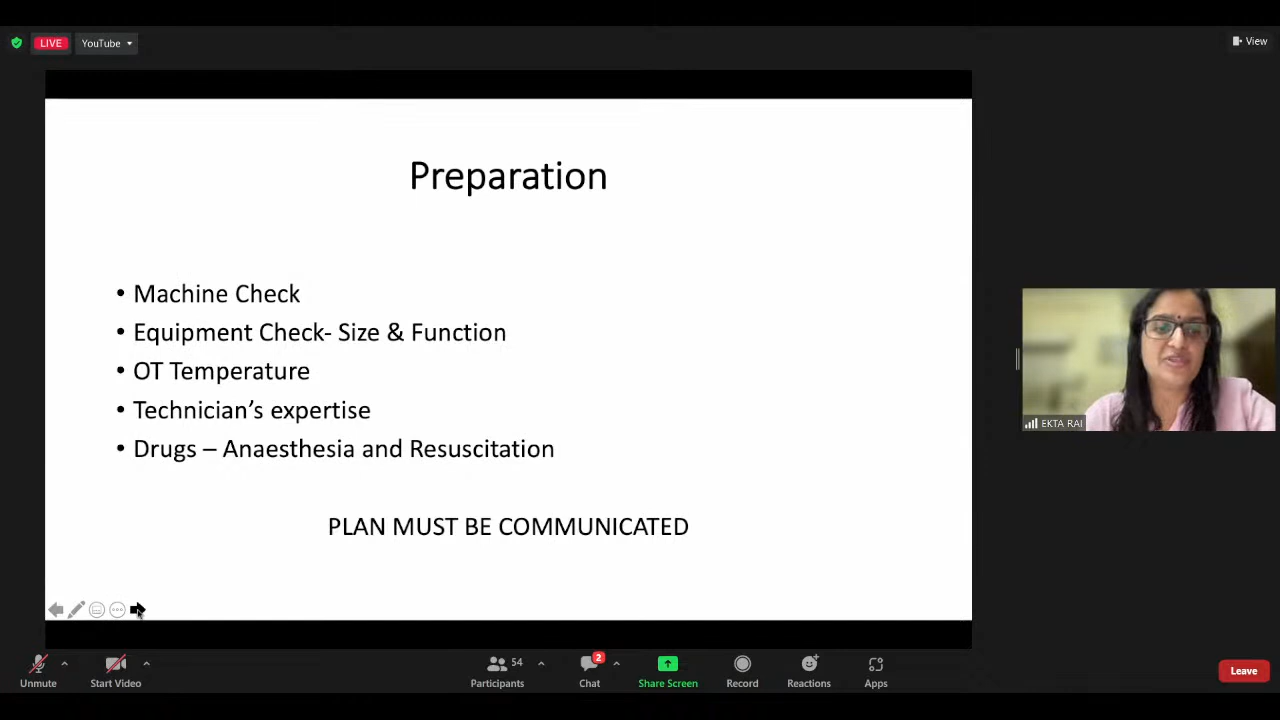 LIVE
YouTube
View
Preparation
• Machine Check
• Equipment Check- Size & Function
• OT Temperature
• Technician’s expertise
• Drugs – Anaesthesia and Resuscitation
PLAN MUST BE COMMUNICATED
EKTA RAI
54
2
Unmute
Start Video
Participants
Chat
Share Screen
Record
Reactions
Apps
Leave